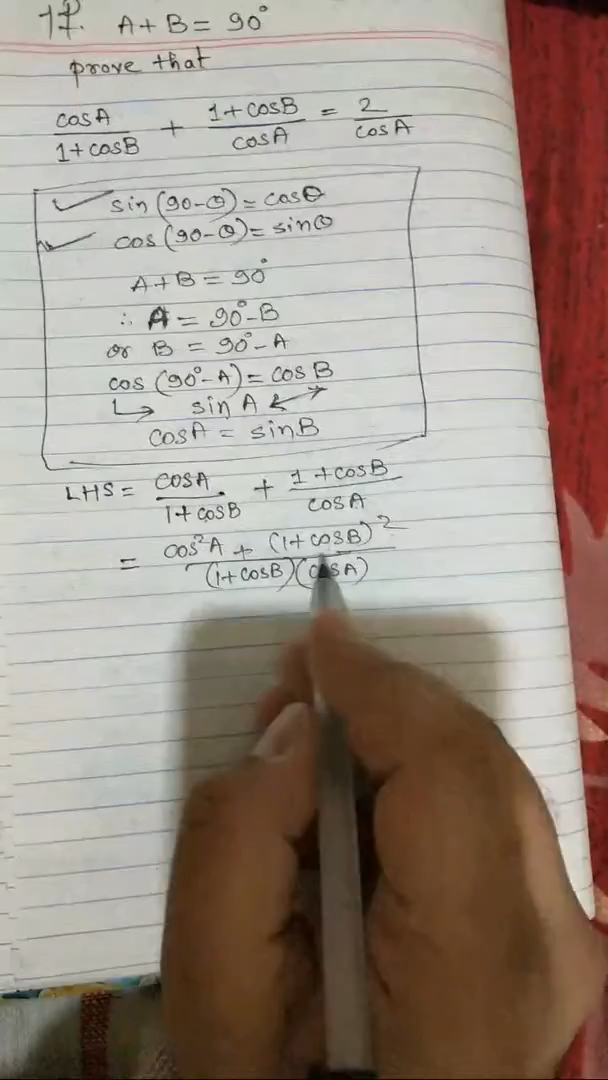 17. A+B = 90°
prove that
cosA/(1+cosB) + (1+cosB)/cosA = 2/cosA
sin(90-θ) = cosθ
cos(90-θ) = sinθ
A+B = 90°
∴ A = 90°-B
or B = 90°-A
cos(90°-A) = cosB
↳ sinA ↙
cosA = sinB
LHS = cosA/(1+cosB) + (1+cosB)/cosA
= (cos²A + (1+cosB)²)/((1+cosB)(cosA))